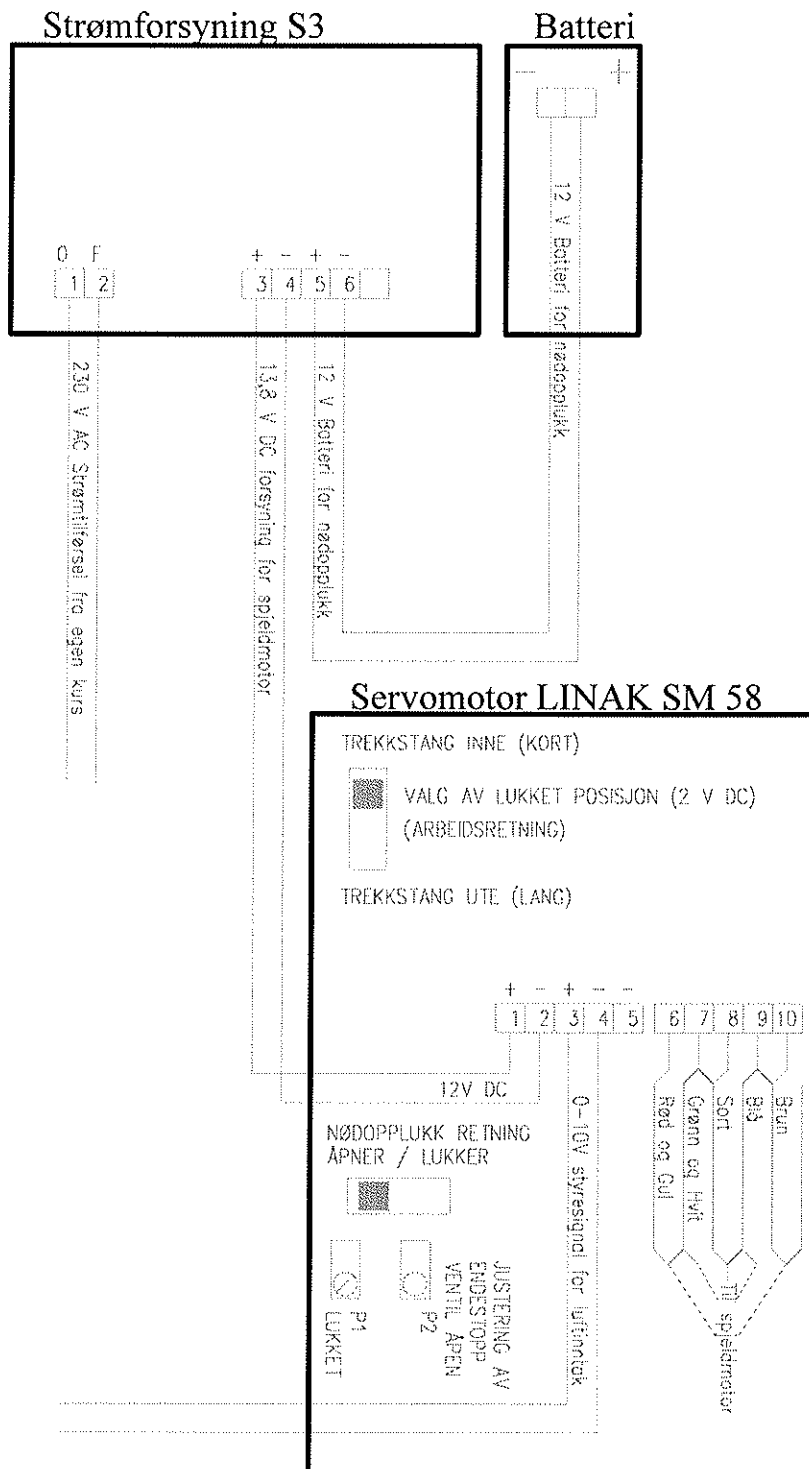 Strømforsyning S3
Batteri
- +
12 V Batteri for nødopplukk
0 F
1 2
+ - + -
3 4 5 6
230 V AC Strømtilførsel fra egen kurs
13,8 V DC forsyning for spjeldmotor
12 V Batteri for nødopplukk
Servomotor LINAK SM 58
TREKKSTANG INNE (KORT)
VALG AV LUKKET POSISJON (2 V DC)
(ARBEIDSRETNING)
TREKKSTANG UTE (LANG)
+ - + - -
1 2 3 4 5 6 7 8 9 10
12V DC
0-10V styresignal for luftinntak
Rød og Gul
Grønn og Hvit
Sort
Blå
Brun
Til spjeldmotor
NØDOPPLUKK RETNING
ÅPNER / LUKKER
P1
LUKKET
P2
JUSTERING AV
ENDESTOPP
VENTIL ÅPEN